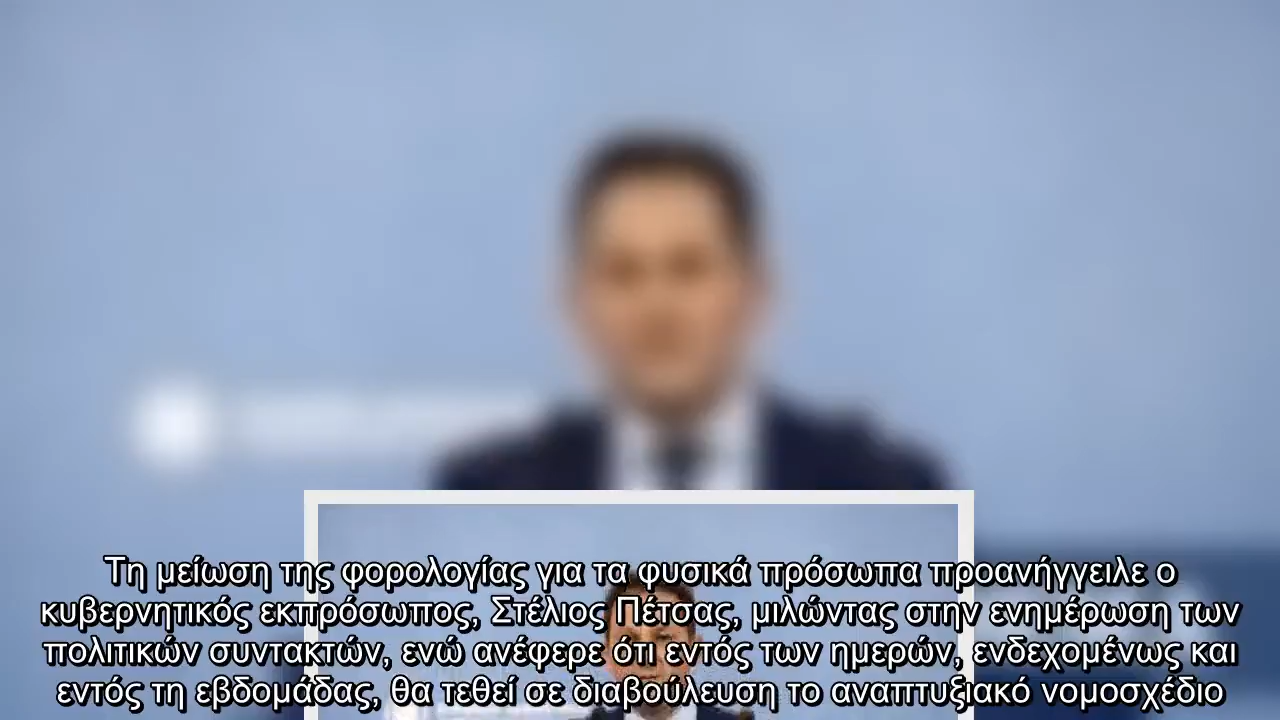 Τη μείωση της φορολογίας για τα φυσικά πρόσωπα προανήγγειλε ο
κυβερνητικός εκπρόσωπος, Στέλιος Πέτσας, μιλώντας στην ενημέρωση των
πολιτικών συντακτών, ενώ ανέφερε ότι εντός των ημερών, ενδεχομένως και
εντός τη εβδομάδας, θα τεθεί σε διαβούλευση το αναπτυξιακό νομοσχέδιο